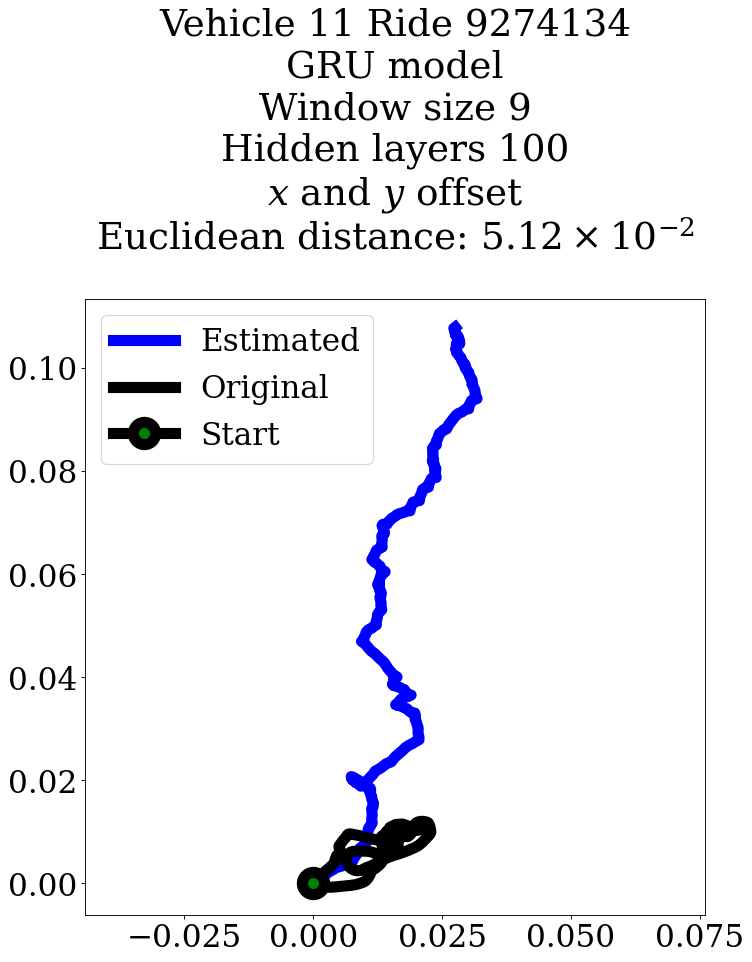 Vehicle 11 Ride 9274134
GRU model
Window size 9
Hidden layers 100
x and y offset
Euclidean distance: 5.12 × 10⁻²
Estimated
Original
Start
0.10
0.08
0.06
0.04
0.02
0.00
−0.025 0.000 0.025 0.050 0.075